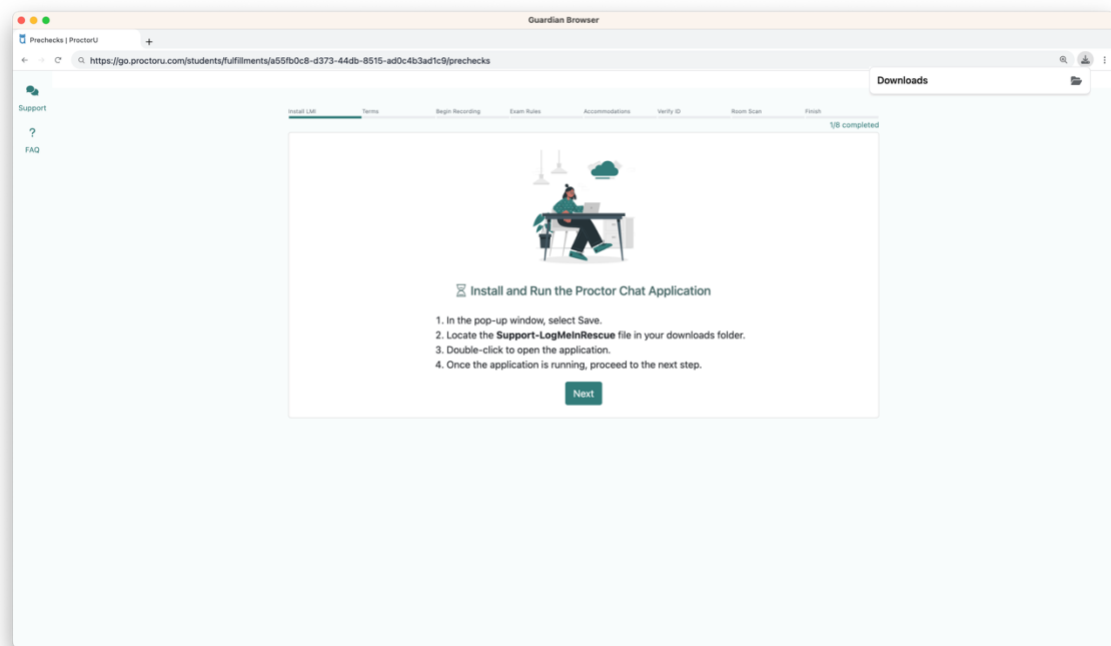 Guardian Browser
Prechecks | ProctorU
https://go.proctoru.com/students/fulfillments/a55fb0c8-d373-44db-8515-ad0c4b3ad1c9/prechecks
Downloads
Support
? FAQ
Install LMI Terms Begin Recording Exam Rules Accommodations Verify ID Room Scan Finish
1/8 completed
Install and Run the Proctor Chat Application
1. In the pop-up window, select Save.
2. Locate the Support-LogMeInRescue file in your downloads folder.
3. Double-click to open the application.
4. Once the application is running, proceed to the next step.
Next